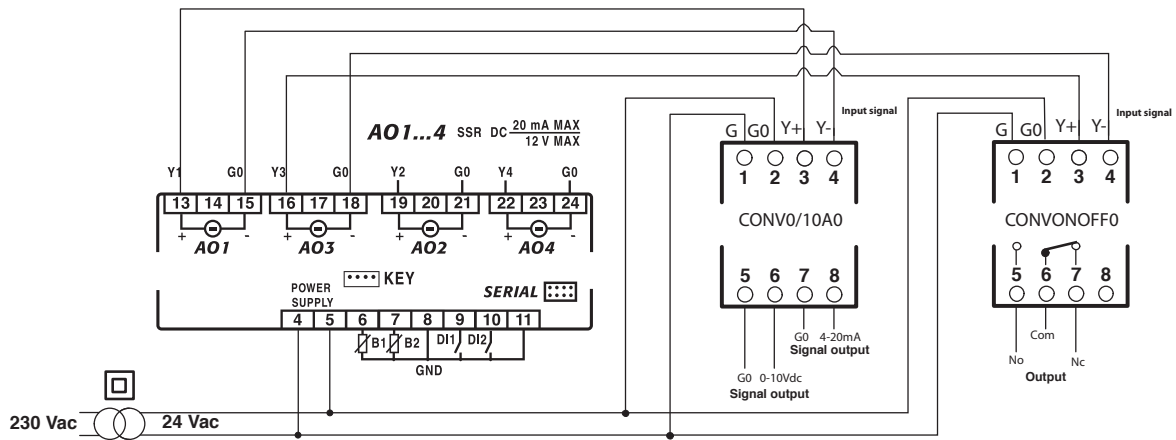 AO1...4 SSR DC 20 mA MAX
12 V MAX
Y1 G0 Y3 G0 Y2 G0 Y4 G0
13 14 15 16 17 18 19 20 21 22 23 24
+ - + - + - + -
AO1 AO3 AO2 AO4
KEY
POWER
SUPPLY
SERIAL
4 5 6 7 8 9 10 11
B1 B2 DI1 DI2
GND
230 Vac 24 Vac
Input signal
G G0 Y+ Y-
1 2 3 4
CONV0/10A0
5 6 7 8
G0 4-20mA
Signal output
G0 0-10Vdc
Signal output
Input signal
G G0 Y+ Y-
1 2 3 4
CONVONOFF0
5 6 7 8
Com
No Nc
Output